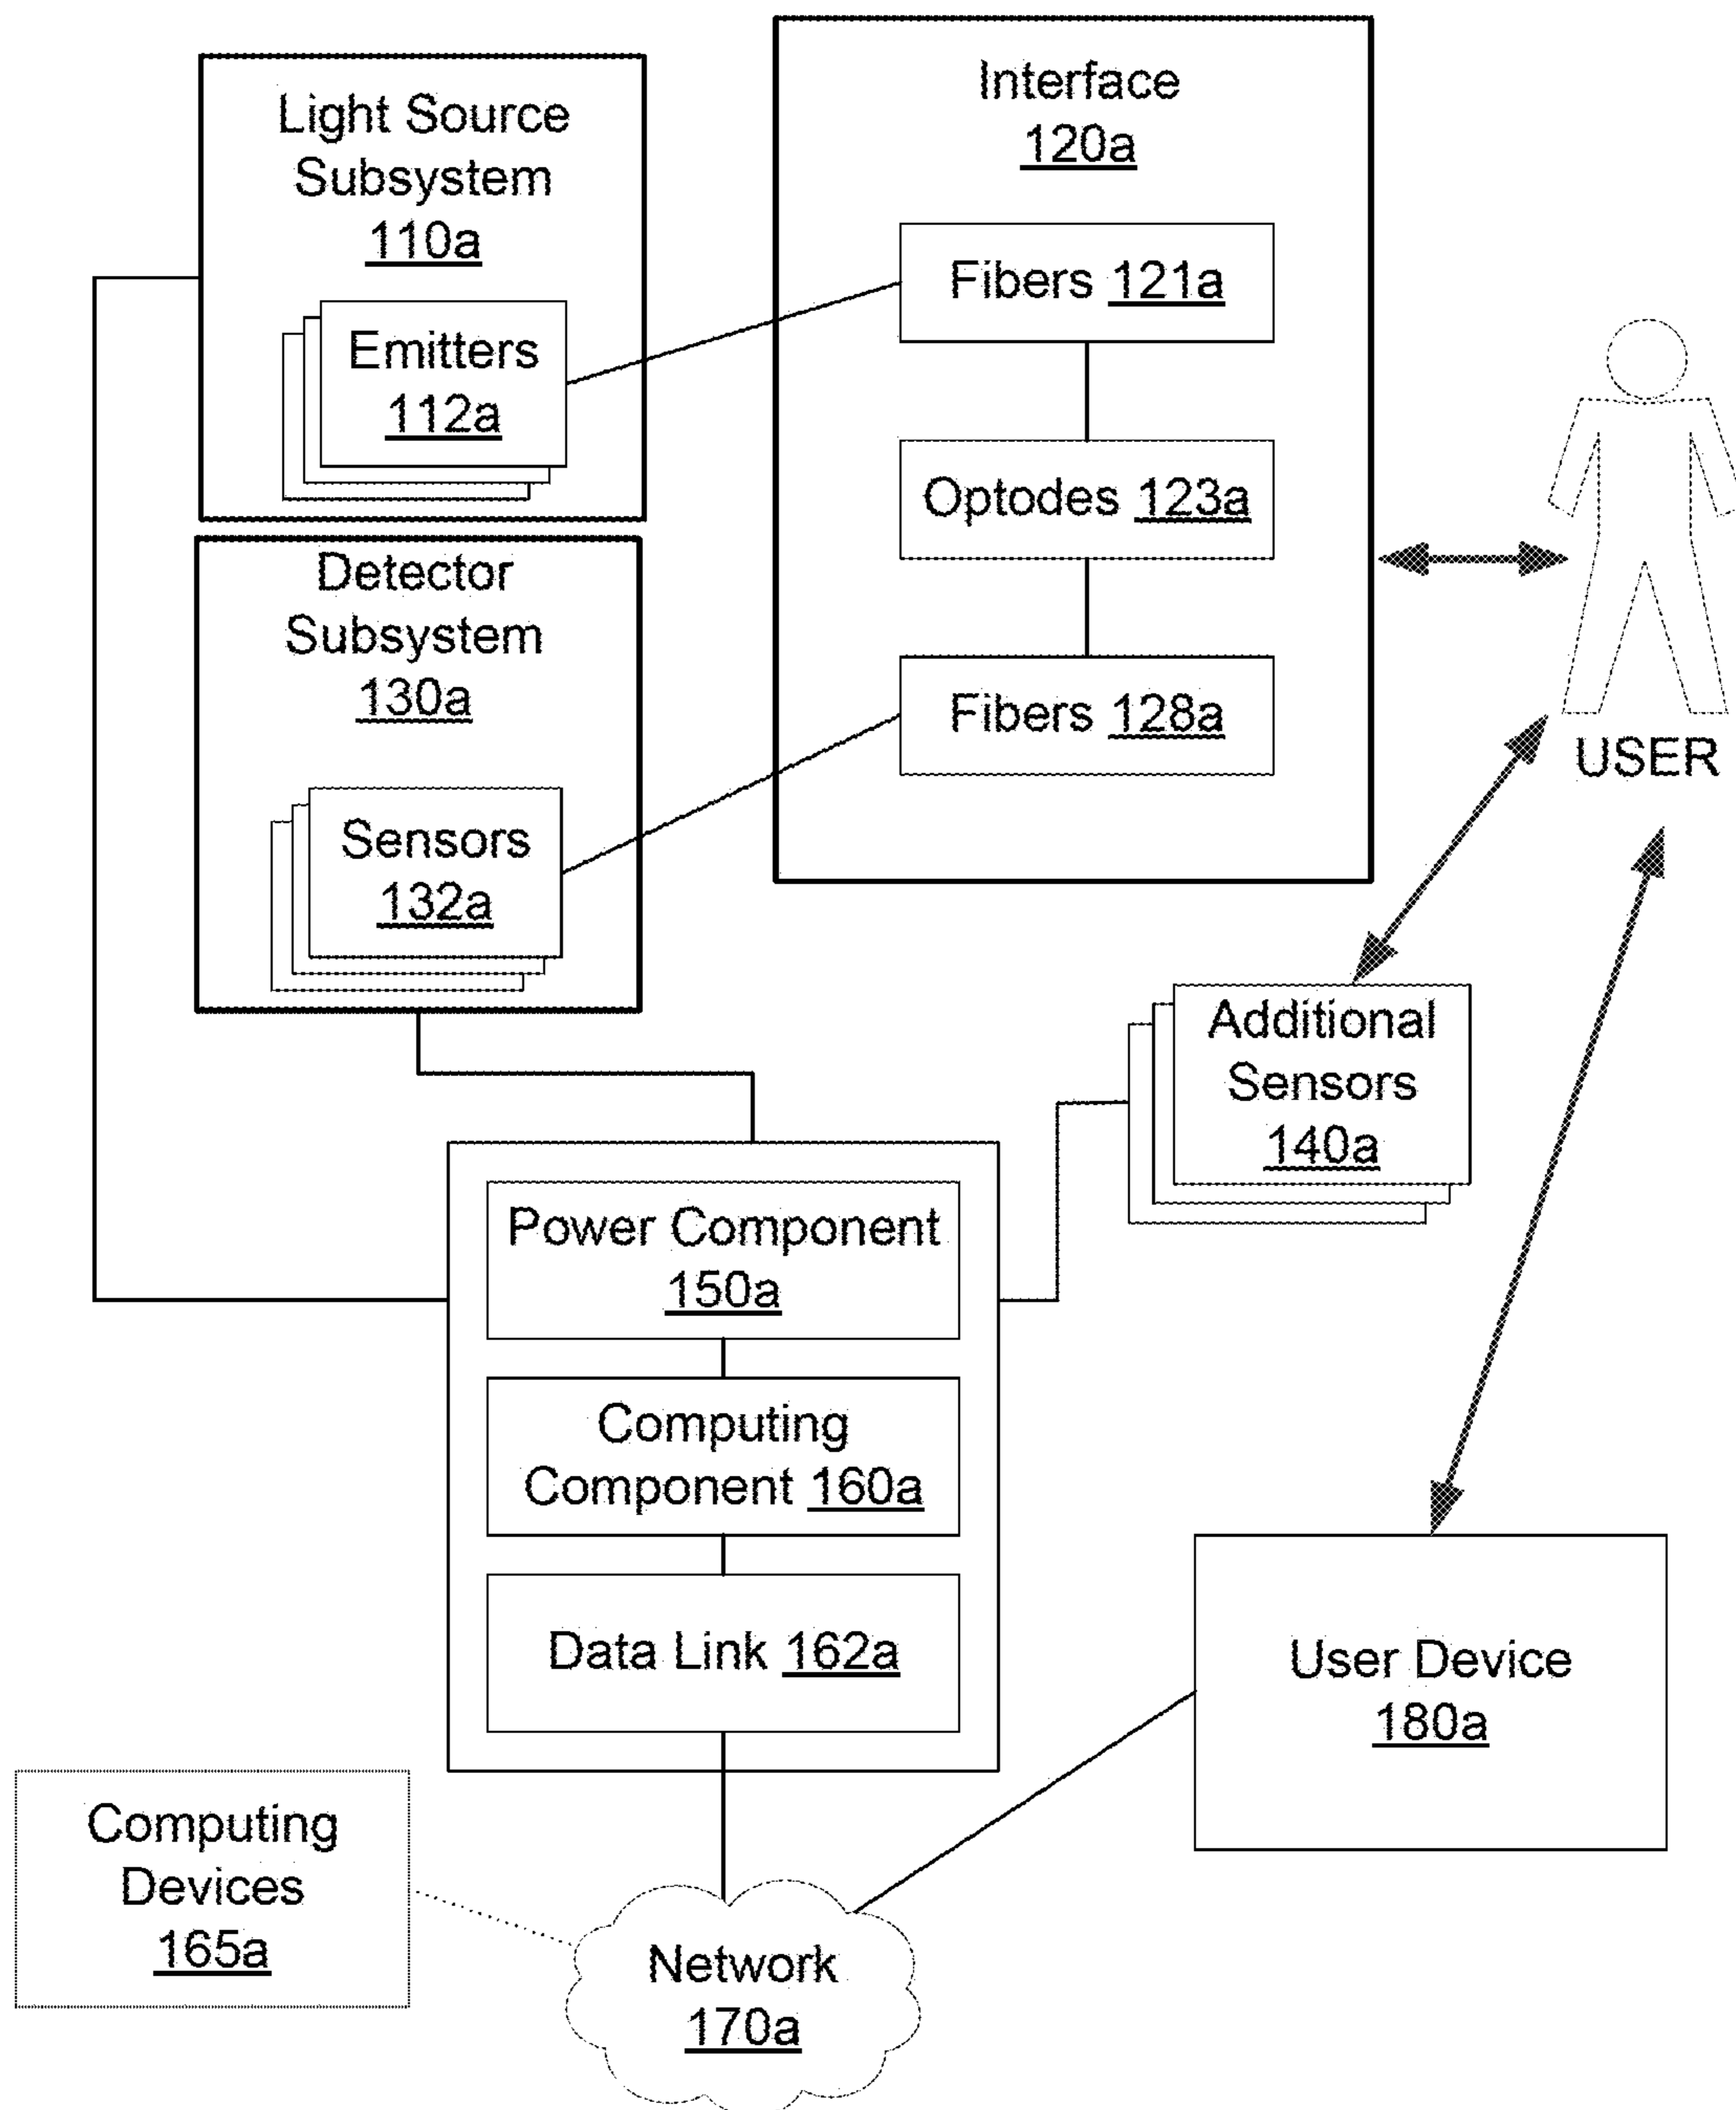 Light Source
Subsystem
110a
Emitters
112a
Interface
120a
Fibers 121a
Optodes 123a
Fibers 128a
Detector
Subsystem
130a
Sensors
132a
USER
Additional
Sensors
140a
Power Component
150a
Computing
Component 160a
Data Link 162a
User Device
180a
Computing
Devices
165a
Network
170a